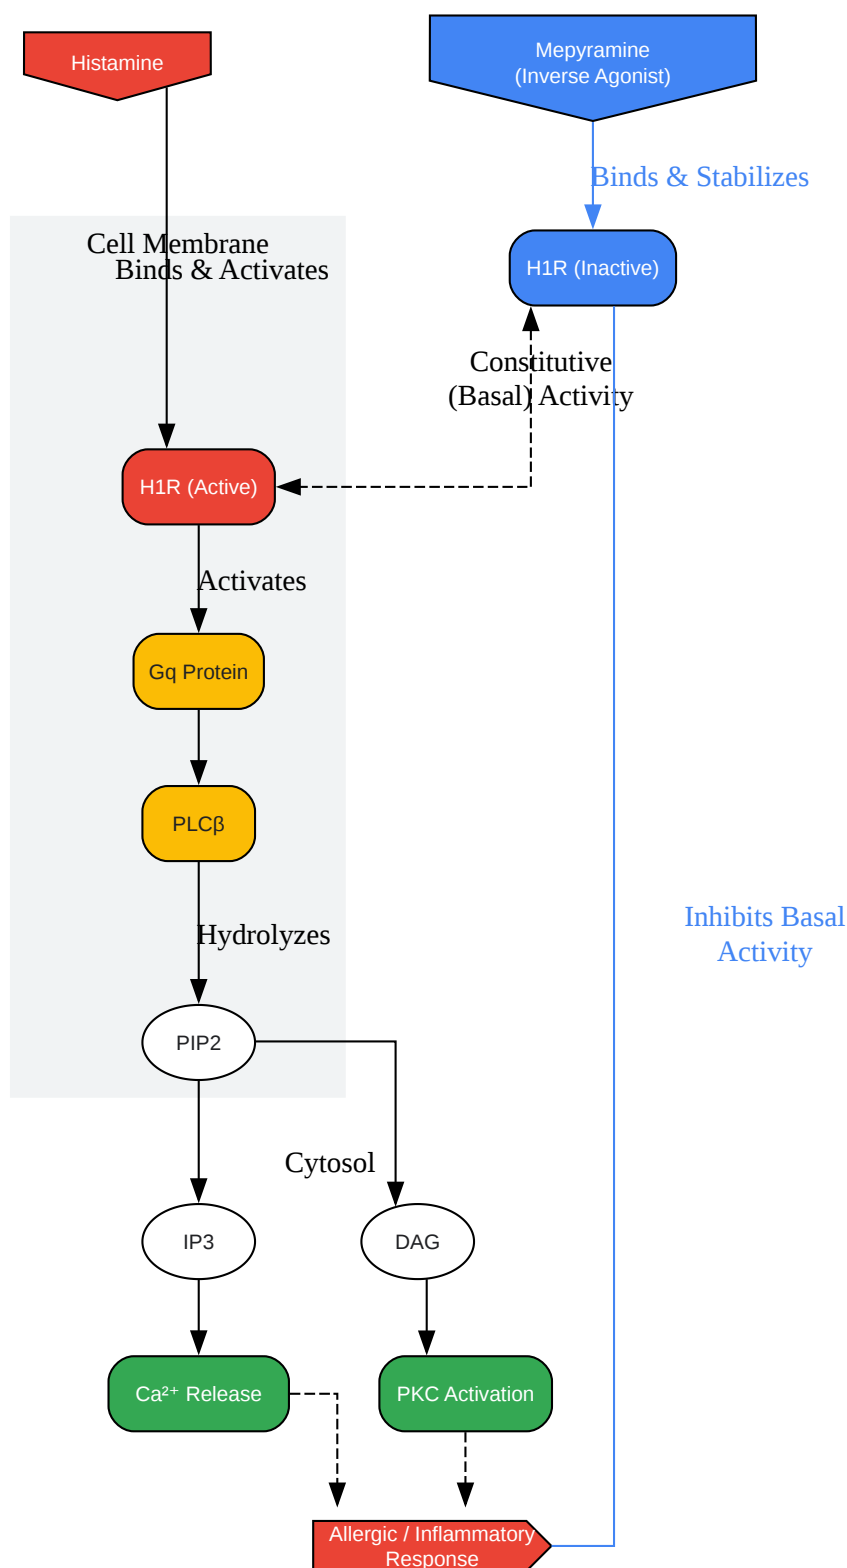 Histamine
Mepyramine
(Inverse Agonist)
Binds & Stabilizes
Cell Membrane
Binds & Activates
H1R (Inactive)
Constitutive
(Basal) Activity
H1R (Active)
Activates
Gq Protein
PLCβ
Hydrolyzes
Inhibits Basal
Activity
PIP2
Cytosol
IP3
DAG
Ca²⁺ Release
PKC Activation
Allergic / Inflammatory
Response